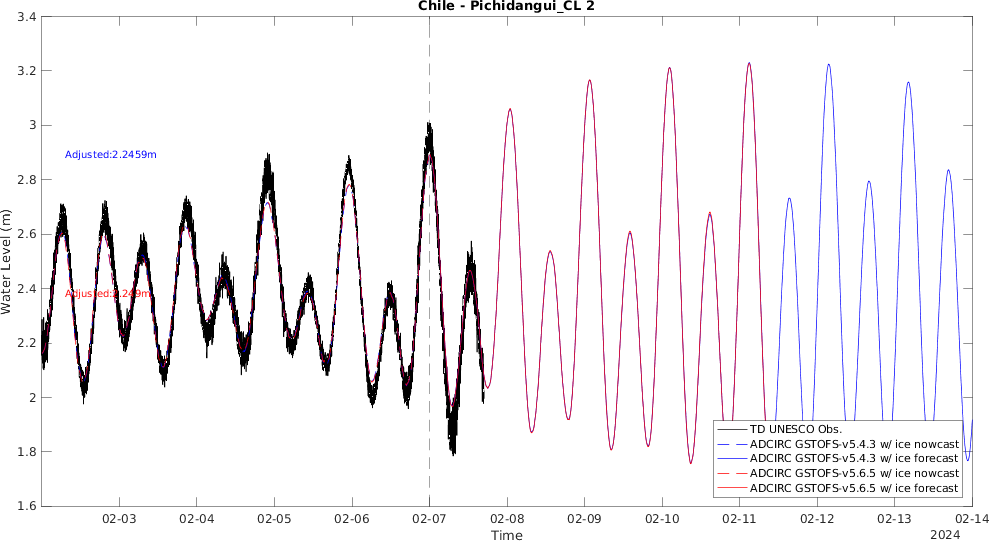 Chile - Pichidangui_CL 2
3.4
3.2
3
2.8
2.6
2.4
2.2
2
1.8
1.6
Water Level (m)
Adjusted:2.2459m
Adjusted:2.249m
TD UNESCO Obs.
ADCIRC GSTOFS-v5.4.3 w/ ice nowcast
ADCIRC GSTOFS-v5.4.3 w/ ice forecast
ADCIRC GSTOFS-v5.6.5 w/ ice nowcast
ADCIRC GSTOFS-v5.6.5 w/ ice forecast
02-03 02-04 02-05 02-06 02-07 02-08 02-09 02-10 02-11 02-12 02-13 02-14
Time
2024